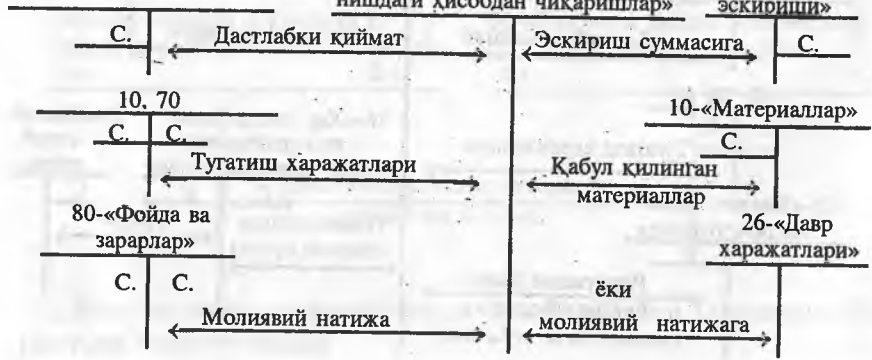 нишдаги ҳисобдан чиқаришлар» эскириши»
С. Дастлабки қиймат Эскириш суммасига С.
10, 70
10-«Материаллар»
С. С.
С.
Тугатиш харажатлари Қабул қилинган
материаллар
80-«Фойда ва
зарарлар»
26-«Давр
харажатлари»
С. С.
ёки
Молиявий натижа молиявий натижага